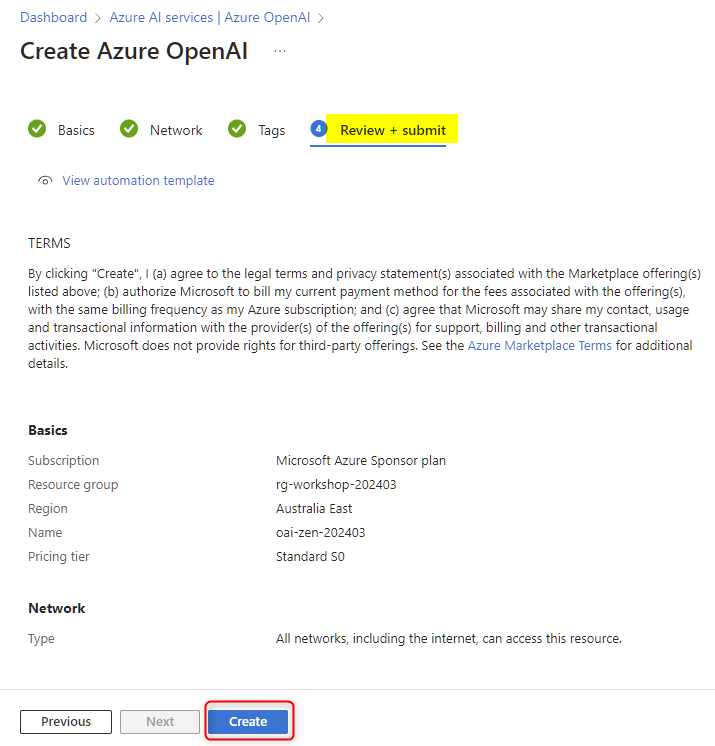 Dashboard > Azure AI services | Azure OpenAI >
Create Azure OpenAI ...
Basics Network Tags 4 Review + submit
View automation template
TERMS
By clicking "Create", I (a) agree to the legal terms and privacy statement(s) associated with the Marketplace offering(s)
listed above; (b) authorize Microsoft to bill my current payment method for the fees associated with the offering(s),
with the same billing frequency as my Azure subscription; and (c) agree that Microsoft may share my contact, usage
and transactional information with the provider(s) of the offering(s) for support, billing and other transactional
activities. Microsoft does not provide rights for third-party offerings. See the Azure Marketplace Terms for additional
details.
Basics
Subscription Microsoft Azure Sponsor plan
Resource group rg-workshop-202403
Region Australia East
Name oai-zen-202403
Pricing tier Standard S0
Network
Type All networks, including the internet, can access this resource.
Previous Next Create